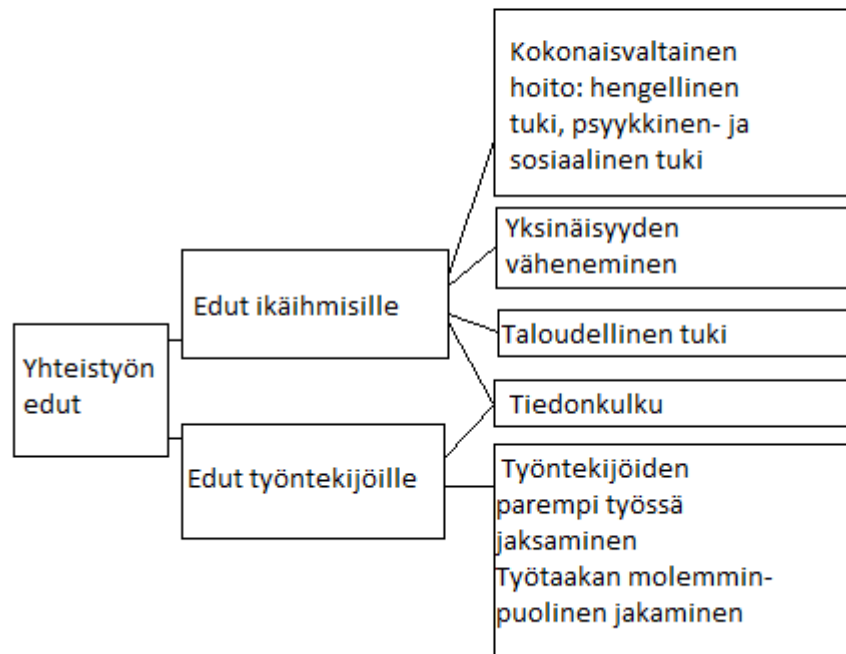 Yhteistyön
edut
Edut ikäihmisille
Edut työntekijöille
Kokonaisvaltainen
hoito: hengellinen
tuki, psyykkinen- ja
sosiaalinen tuki
Yksinäisyyden
väheneminen
Taloudellinen tuki
Tiedonkulku
Työntekijöiden
parempi työssä
jaksaminen
Työtaakan molemmin-
puolinen jakaminen